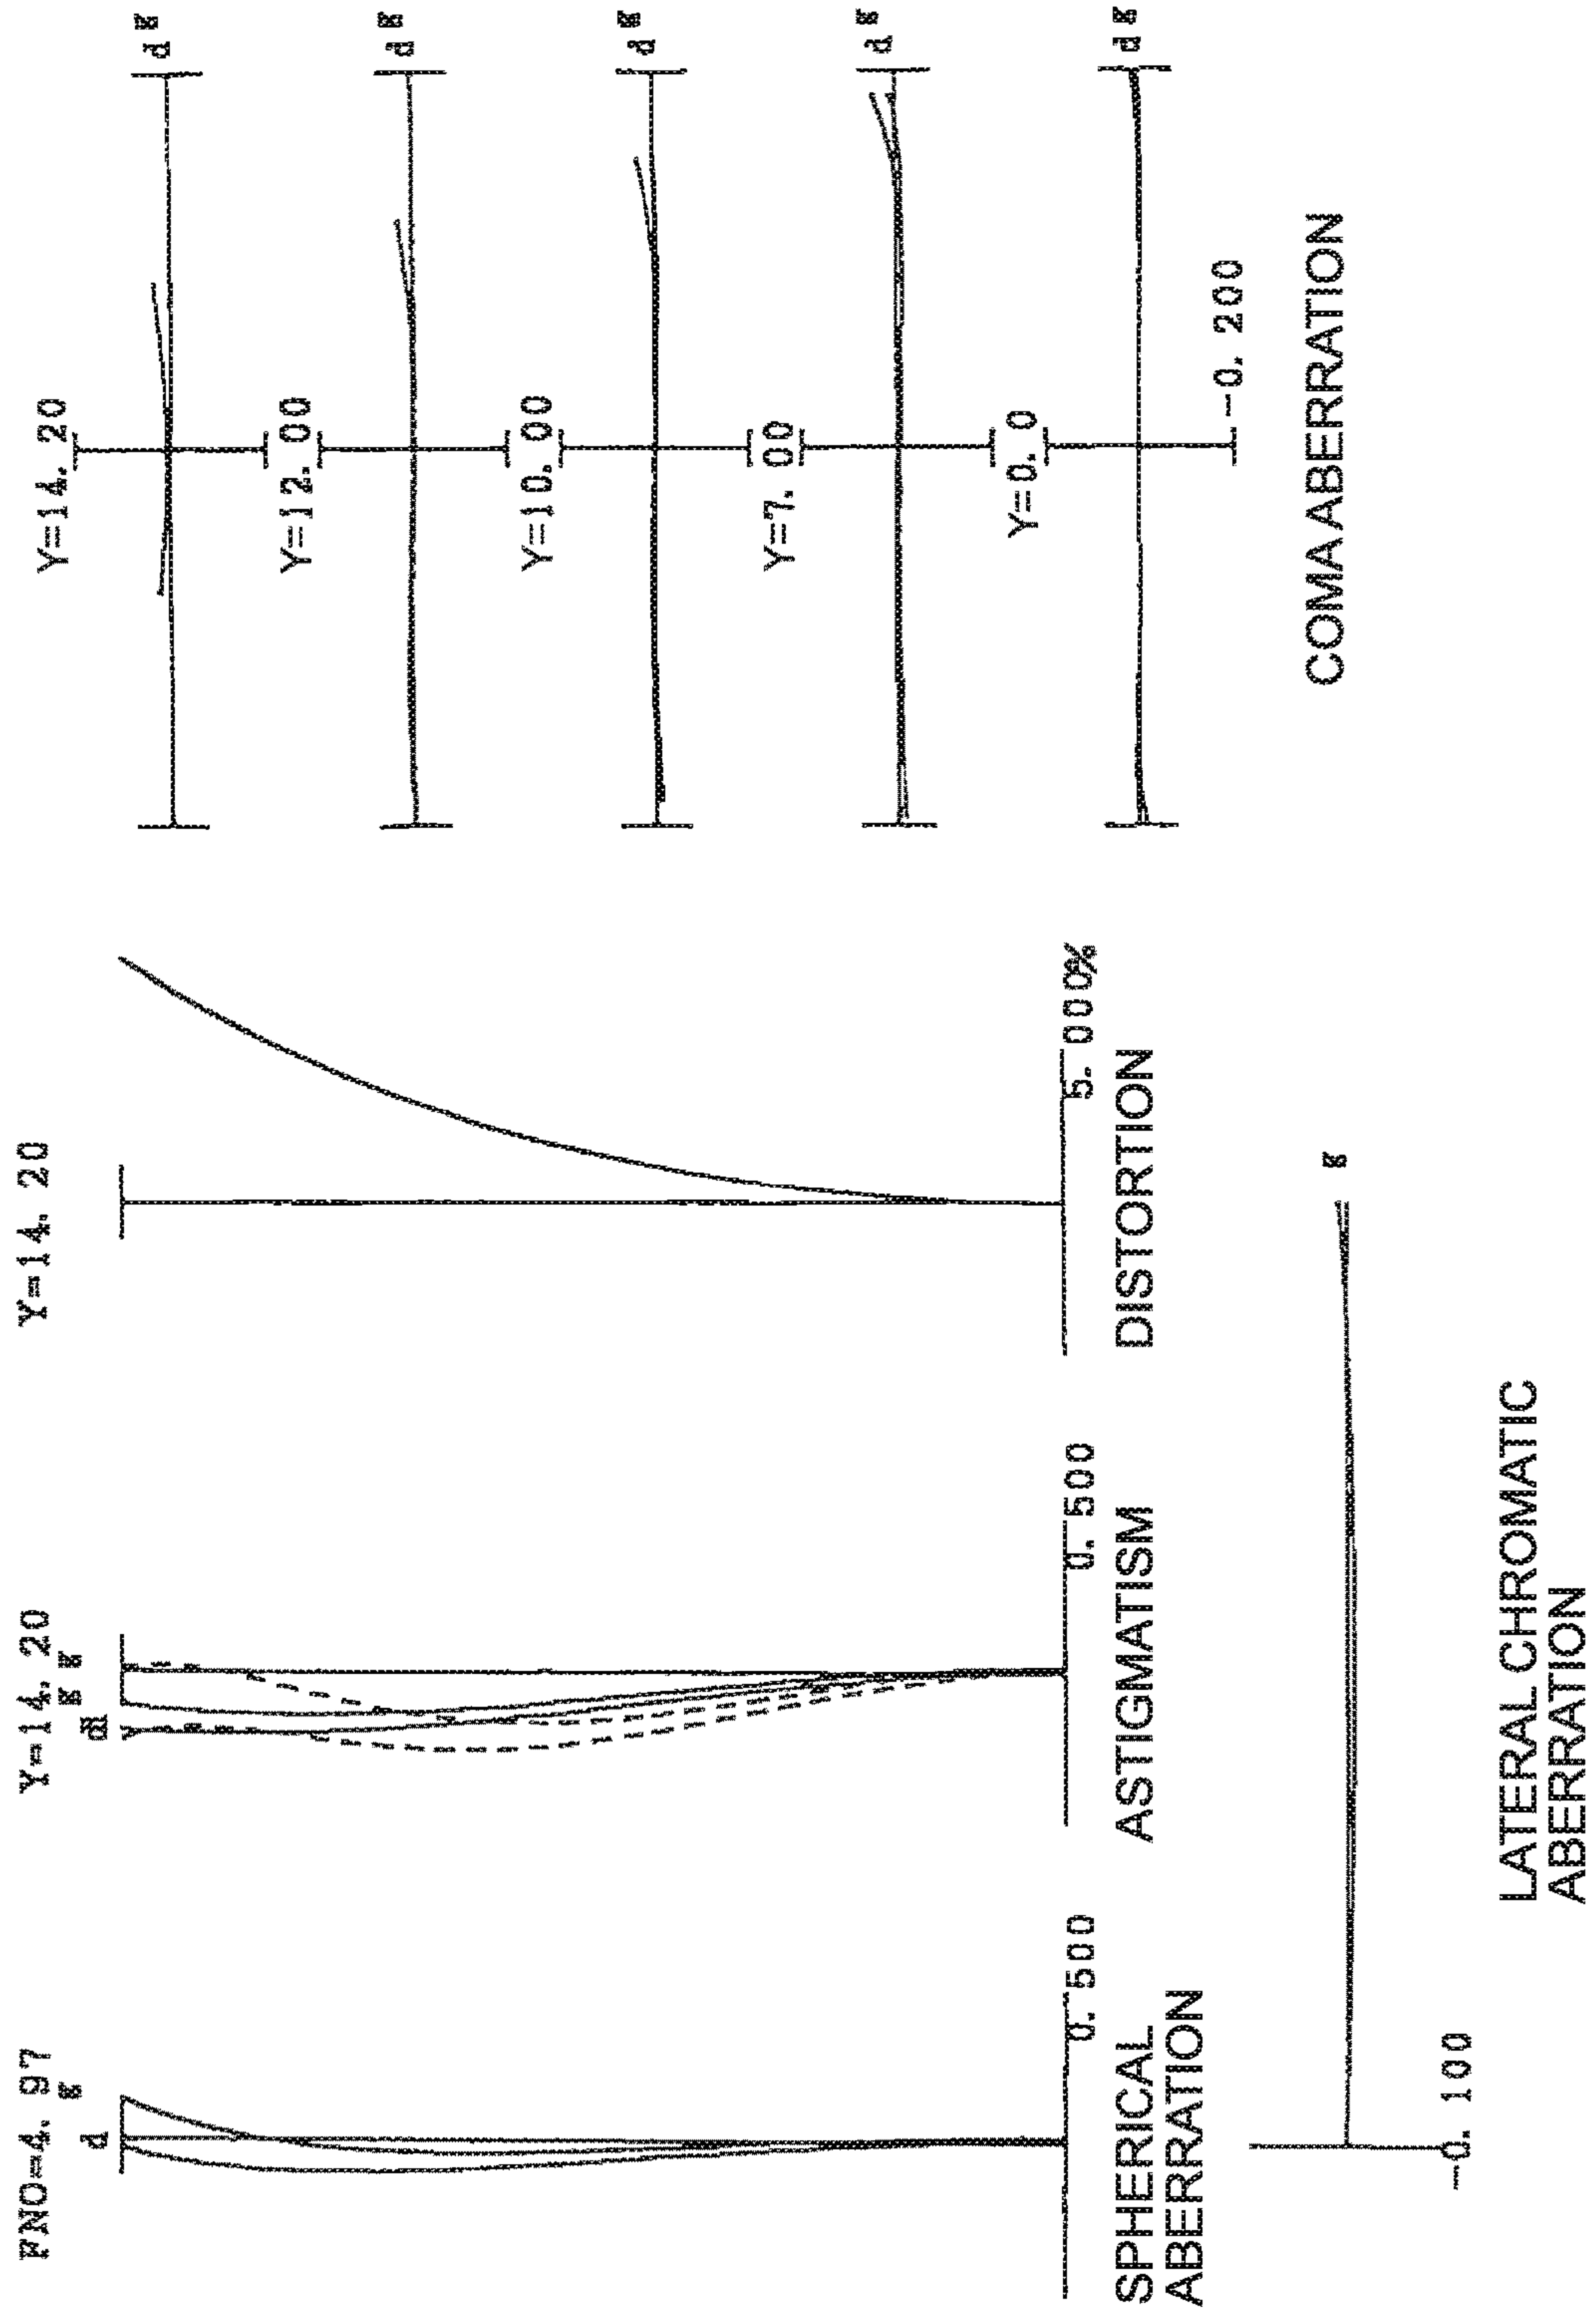 FNO=4. 97
d g
0. 500
SPHERICAL
ABERRATION
Y=14. 20
d g g
0. 500
ASTIGMATISM
Y=14. 20
5. 000%
DISTORTION
Y=14. 20
d g
Y=12. 00
d g
Y=10. 00
d g
Y=7. 00
d g
Y=0. 0
d g
-0. 200
COMA ABERRATION
g
-0. 100
LATERAL CHROMATIC
ABERRATION